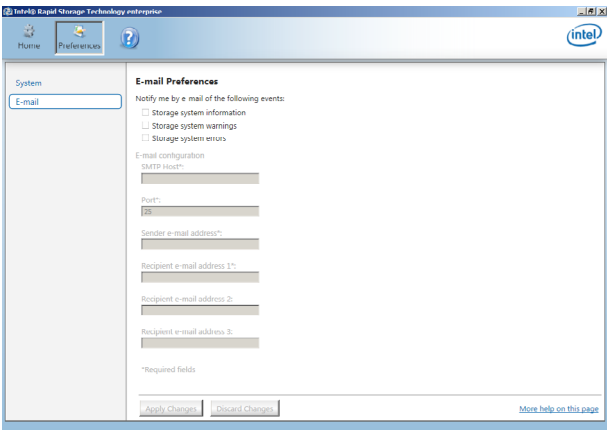 Intel® Rapid Storage Technology enterprise
Home
Preferences
?
intel
System
E-mail
E-mail Preferences
Notify me by e-mail of the following events:
Storage system information
Storage system warnings
Storage system errors
E-mail configuration
SMTP Host*:
Port*:
25
Sender e-mail address*:
Recipient e-mail address 1*:
Recipient e-mail address 2:
Recipient e-mail address 3:
*Required fields
Apply Changes
Discard Changes
More help on this page